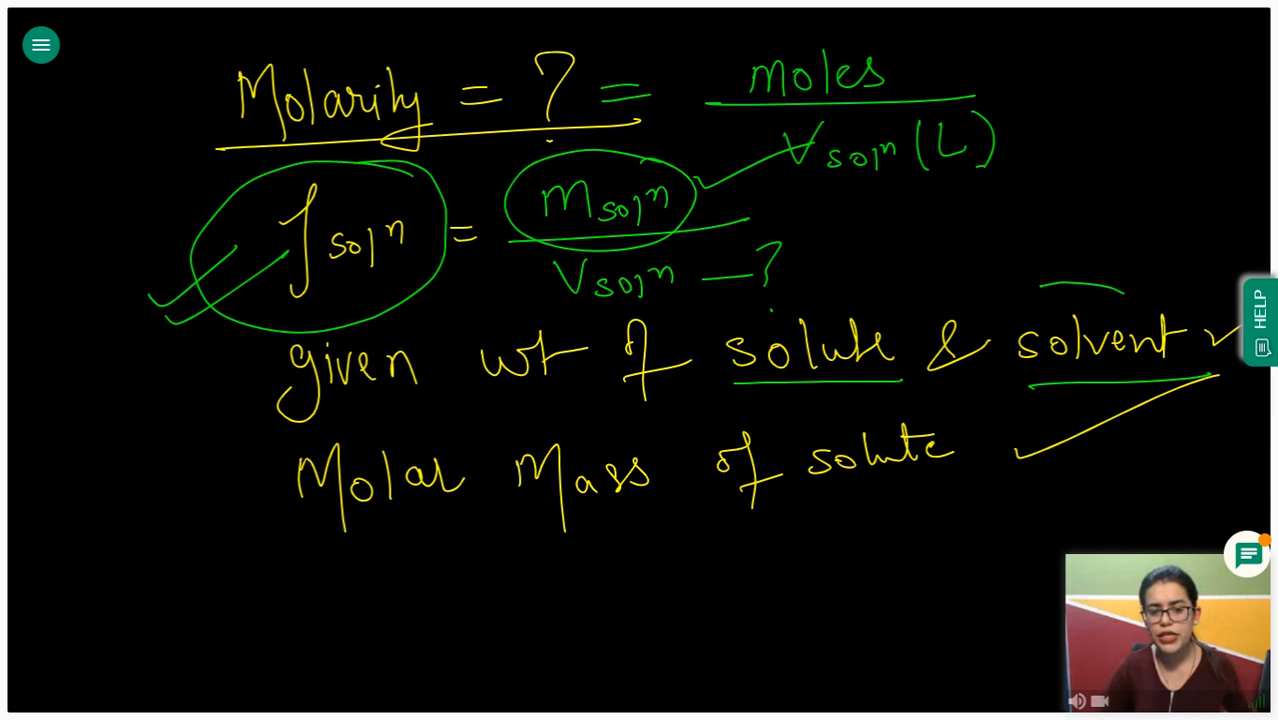 Molarity = ? = moles / Vsoln (L)
ρsoln = msoln / Vsoln — ?
given wt of solute & solvent
Molar Mass of solute
HELP